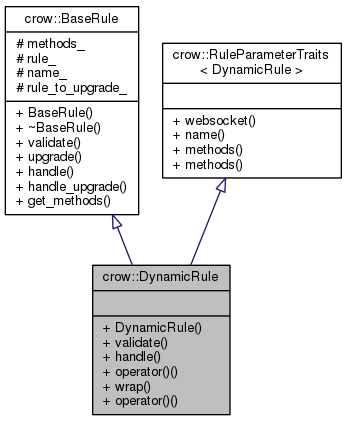 crow::BaseRule
# methods_
# rule_
# name_
# rule_to_upgrade_
+ BaseRule()
+ ~BaseRule()
+ validate()
+ upgrade()
+ handle()
+ handle_upgrade()
+ get_methods()
crow::RuleParameterTraits
< DynamicRule >
+ websocket()
+ name()
+ methods()
+ methods()
crow::DynamicRule
+ DynamicRule()
+ validate()
+ handle()
+ operator()()
+ wrap()
+ operator()()